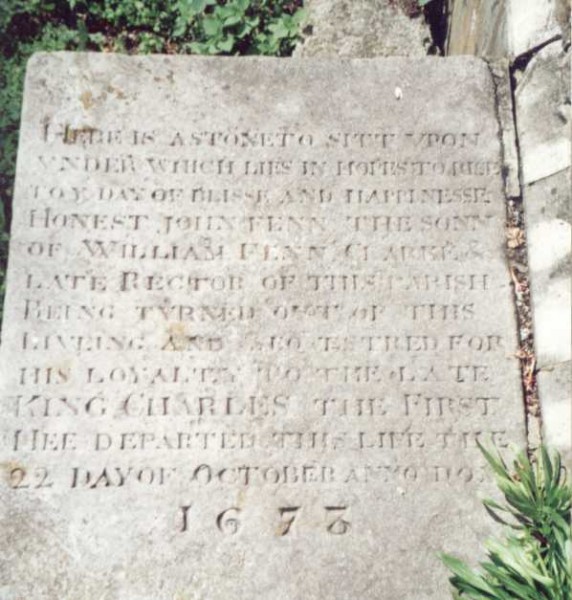 HERE IS A STONE TO SITT VPON
VNDER WHICH LIES IN HOPES TO RISE
TO Y DAY OF BLISSE AND HAPPINESSE
HONEST JOHN FENN THE SONN
OF WILLIAM FENN CLARKE &
LATE RECTOR OF THIS PARISH
BEING TVRNED OVT OF THIS
LIVEING AND SEQVESTRED FOR
HIS LOYALTY TO THE LATE
KING CHARLES THE FIRST
HEE DEPARTED THIS LIFE THE
22 DAY OF OCTOBER ANNO DOM
1678